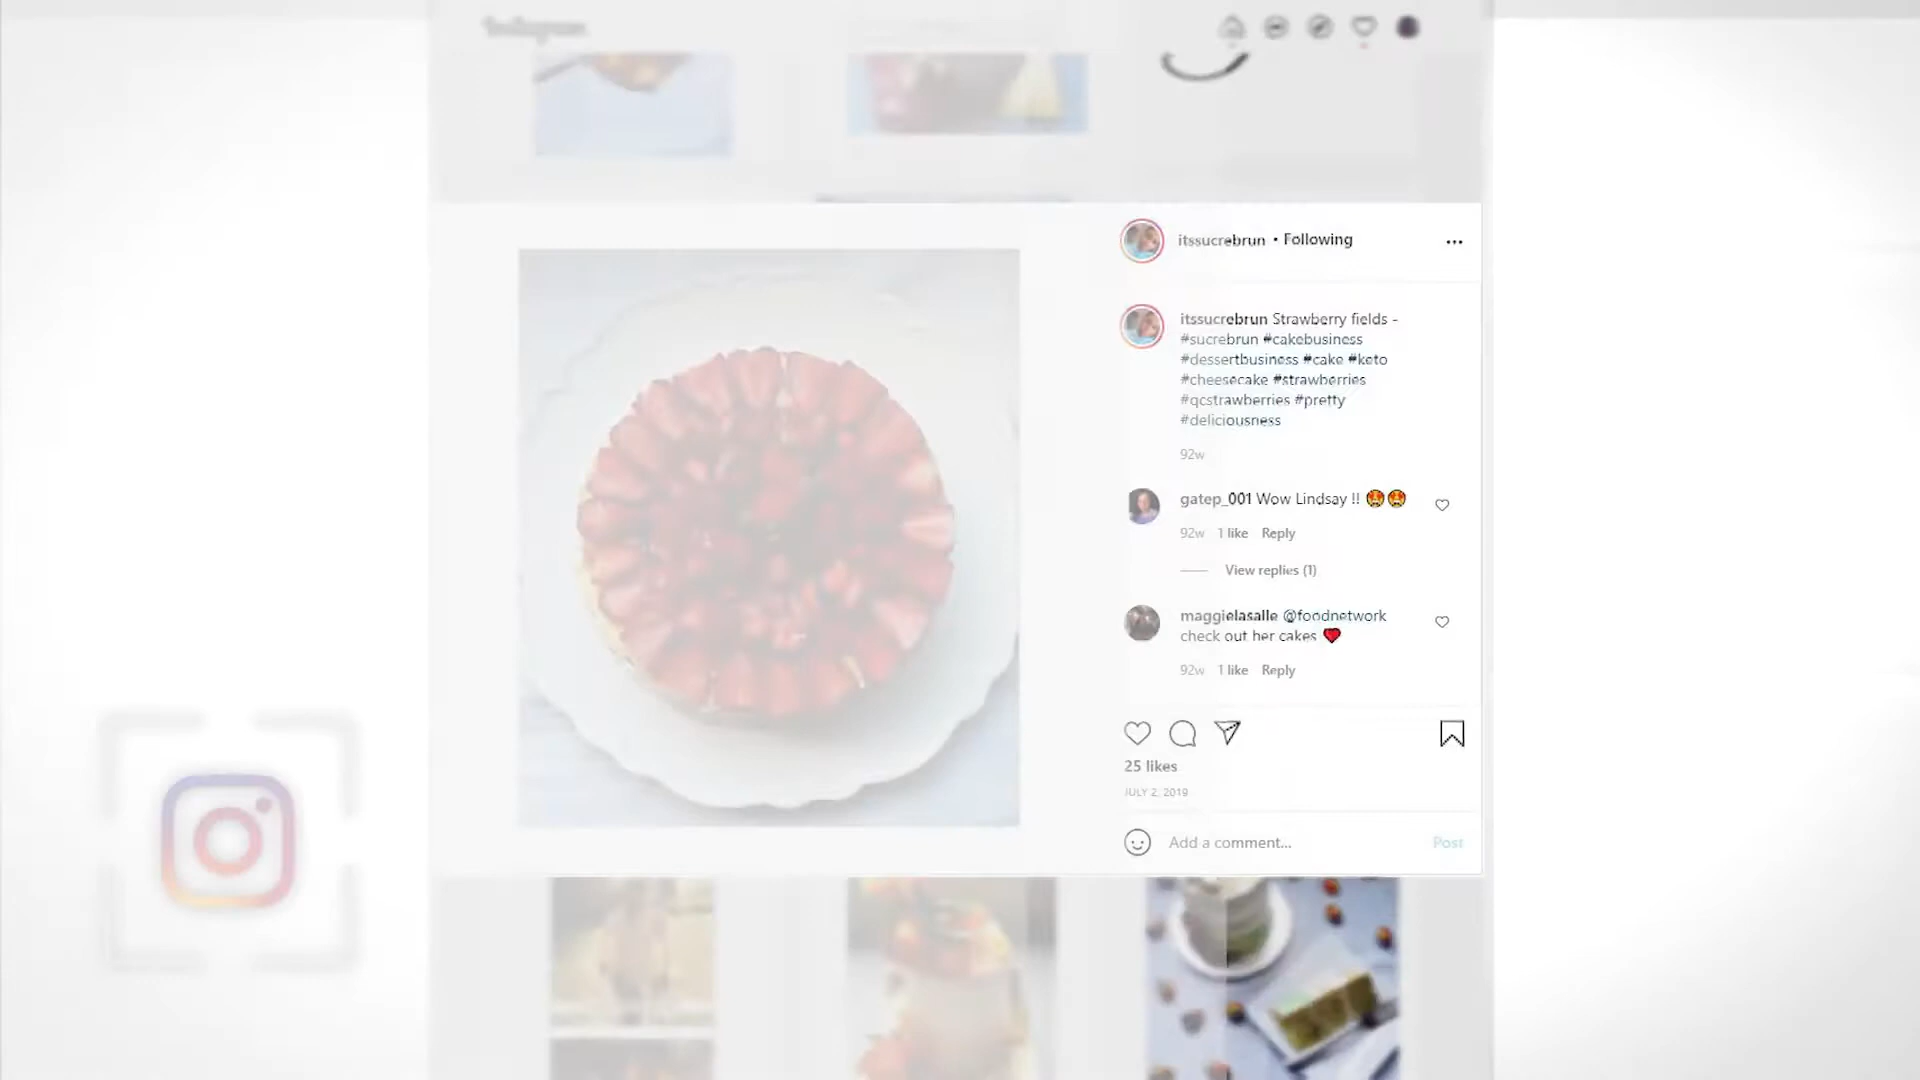 Instagram
itssucrebrun • Following
itssucrebrun Strawberry fields -
#sucrebrun #cakebusiness
#dessertbusiness #cake #keto
#cheesecake #strawberries
#qcstrawberries #pretty
#deliciousness
92w
gatep_001 Wow Lindsay !! 😍😍
92w 1 like Reply
View replies (1)
maggielasalle @foodnetwork
check out her cakes ❤️
92w 1 like Reply
25 likes
JULY 2, 2019
Add a comment... Post